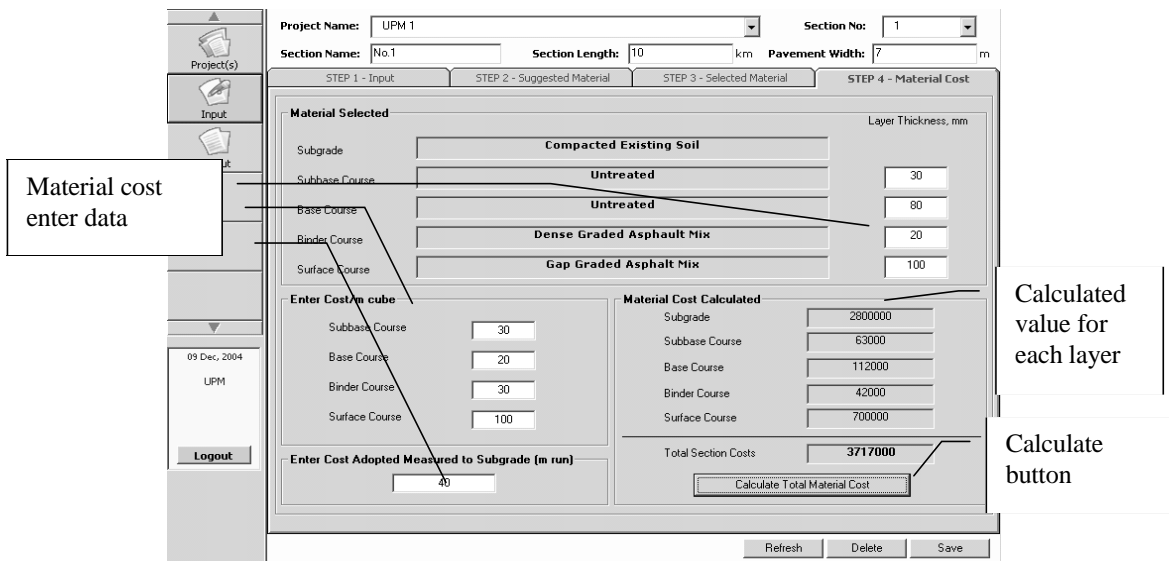 Project Name: UPM 1 Section No: 1
Section Name: No.1 Section Length: 10 km Pavement Width: 7 m
Project(s)
Input
ut
STEP 1 - Input STEP 2 - Suggested Material STEP 3 - Selected Material STEP 4 - Material Cost
Material Selected
Layer Thickness, mm
Subgrade Compacted Existing Soil
Subbase Course Untreated 30
Base Course Untreated 80
Binder Course Dense Graded Asphault Mix 20
Surface Course Gap Graded Asphalt Mix 100
Material cost
enter data
Enter Cost/m cube
Subbase Course 30
Base Course 20
Binder Course 30
Surface Course 100
Enter Cost Adopted Measured to Subgrade (m run)
40
Material Cost Calculated
Subgrade 2800000
Subbase Course 63000
Base Course 112000
Binder Course 42000
Surface Course 700000
Total Section Costs 3717000
Calculate Total Material Cost
Calculated
value for
each layer
Calculate
button
09 Dec, 2004
UPM
Logout
Refresh Delete Save